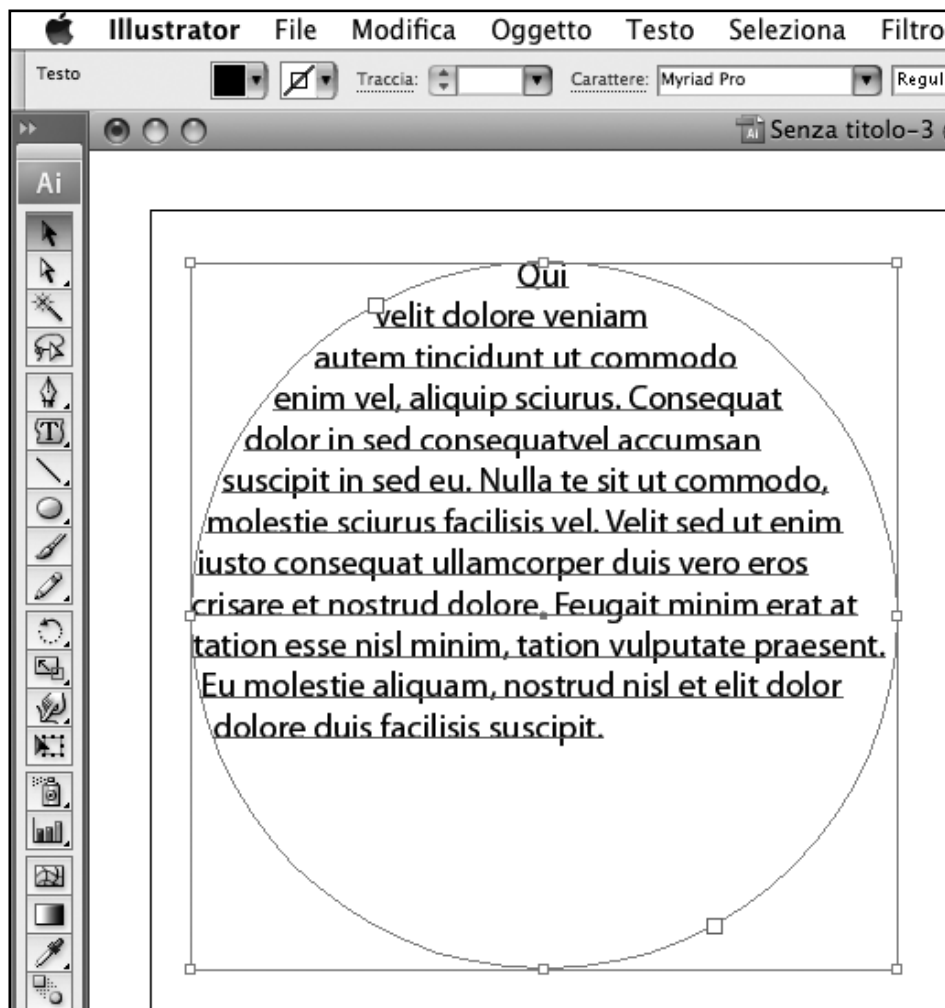 Illustrator File Modifica Oggetto Testo Seleziona Filtro
Testo Traccia: Carattere: Myriad Pro Regul
Senza titolo-3 (
Ai
T
Qui
velit dolore veniam
autem tincidunt ut commodo
enim vel, aliquip sciurus. Consequat
dolor in sed consequatvel accumsan
suscipit in sed eu. Nulla te sit ut commodo,
molestie sciurus facilisis vel. Velit sed ut enim
iusto consequat ullamcorper duis vero eros
crisare et nostrud dolore. Feugait minim erat at
tation esse nisl minim, tation vulputate praesent.
Eu molestie aliquam, nostrud nisl et elit dolor
dolore duis facilisis suscipit.